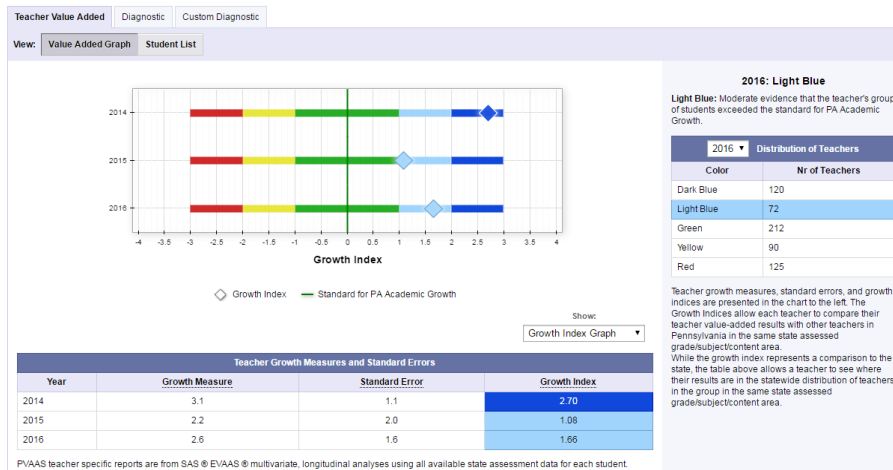 Teacher Value Added Diagnostic Custom Diagnostic
View: Value Added Graph Student List
2014
2015
2016
-4 -3.5 -3 -2.5 -2 -1.5 -1 -0.5 0 0.5 1 1.5 2 2.5 3 3.5 4
Growth Index
Growth Index Standard for PA Academic Growth
Show:
Growth Index Graph
Teacher Growth Measures and Standard Errors
Year Growth Measure Standard Error Growth Index
2014 3.1 1.1 2.70
2015 2.2 2.0 1.08
2016 2.6 1.6 1.66
PVAAS teacher specific reports are from SAS ® EVAAS ® multivariate, longitudinal analyses using all available state assessment data for each student.
2016: Light Blue
Light Blue: Moderate evidence that the teacher's group
of students exceeded the standard for PA Academic
Growth.
2016 Distribution of Teachers
Color Nr of Teachers
Dark Blue 120
Light Blue 72
Green 212
Yellow 90
Red 125
Teacher growth measures, standard errors, and growth
indices are presented in the chart to the left. The
Growth Indices allow each teacher to compare their
teacher value-added results with other teachers in
Pennsylvania in the same state assessed
grade/subject/content area.
While the growth index represents a comparison to the
state, the table above allows a teacher to see where
their results are in the statewide distribution of teachers
in the group in the same state assessed
grade/subject/content area.